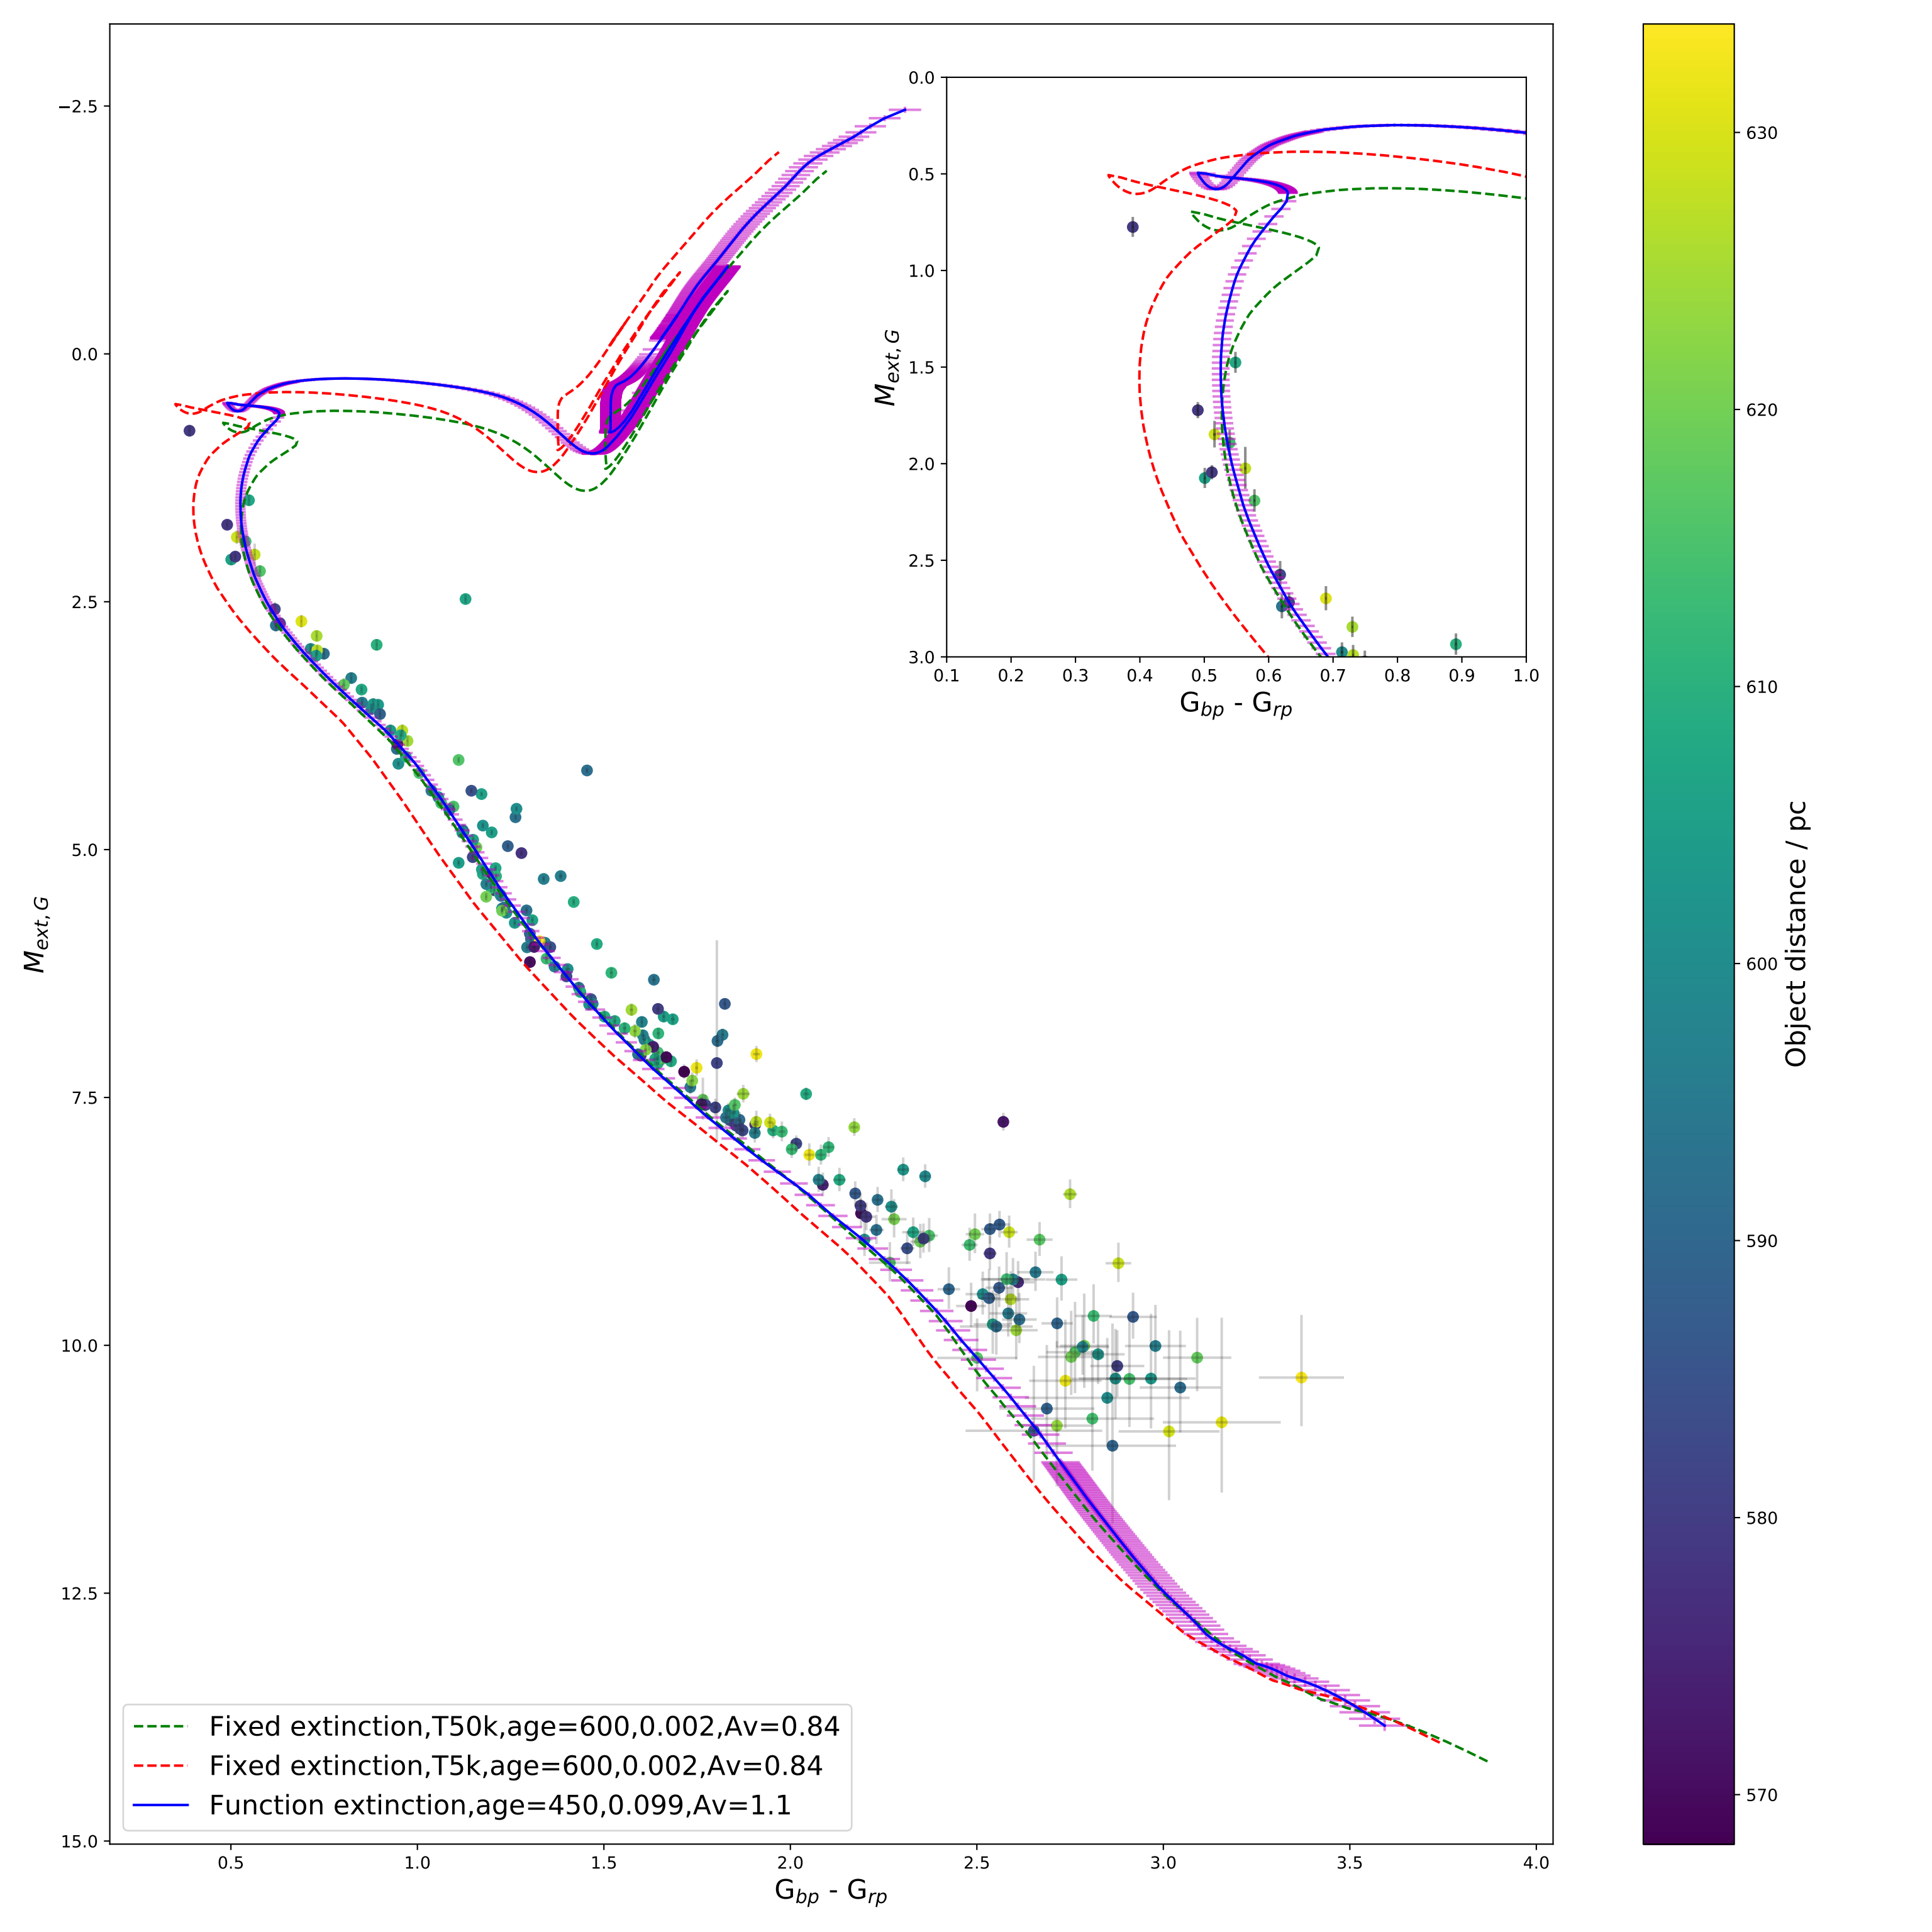 0.0
0.5
1.0
1.5
2.0
2.5
3.0
M_ext, G
0.1 0.2 0.3 0.4 0.5 0.6 0.7 0.8 0.9 1.0
G_bp - G_rp
−2.5
0.0
2.5
5.0
7.5
10.0
12.5
15.0
M_ext, G
Fixed extinction,T50k,age=600,0.002,Av=0.84
Fixed extinction,T5k,age=600,0.002,Av=0.84
Function extinction,age=450,0.099,Av=1.1
0.5 1.0 1.5 2.0 2.5 3.0 3.5 4.0
G_bp - G_rp
630
620
610
600
590
580
570
Object distance / pc